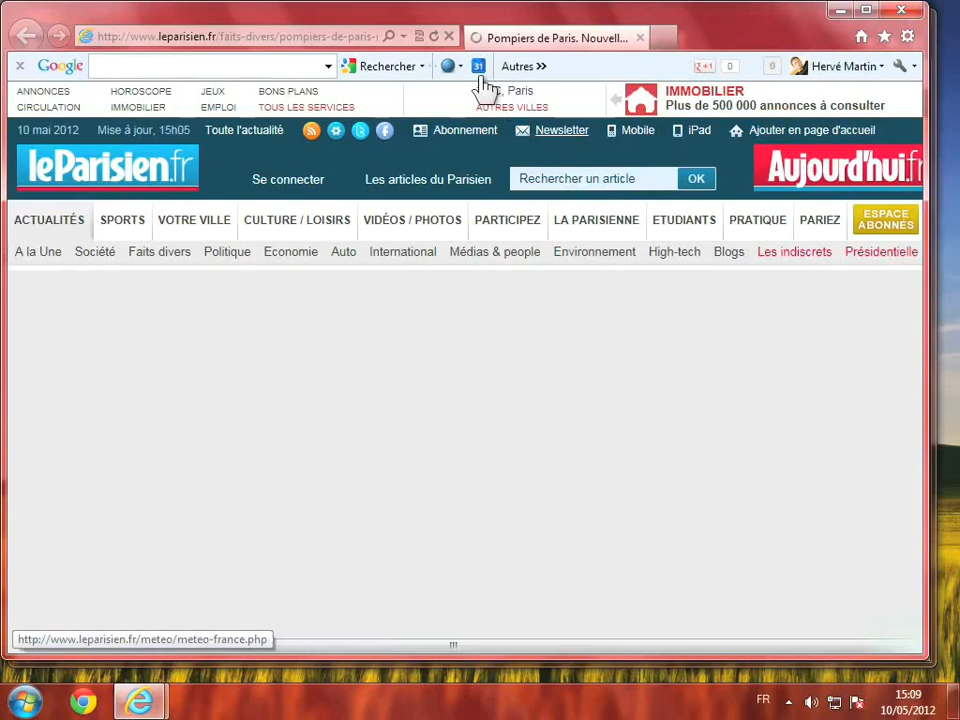 http://www.leparisien.fr/faits-divers/pompiers-de-paris-
Pompiers de Paris. Nouvell...
Google
Rechercher
31
Autres »
g +1
0
0
Hervé Martin
ANNONCES
HOROSCOPE
JEUX
BONS PLANS
CIRCULATION
IMMOBILIER
EMPLOI
TOUS LES SERVICES
C, Paris
AUTRES VILLES
IMMOBILIER
Plus de 500 000 annonces à consulter
10 mai 2012
Mise à jour, 15h05
Toute l'actualité
Abonnement
Newsletter
Mobile
iPad
Ajouter en page d'accueil
leParisien.fr
Se connecter
Les articles du Parisien
Rechercher un article
OK
Aujourd'hui.fr
ACTUALITÉS
SPORTS
VOTRE VILLE
CULTURE / LOISIRS
VIDÉOS / PHOTOS
PARTICIPEZ
LA PARISIENNE
ETUDIANTS
PRATIQUE
PARIEZ
ESPACE
ABONNÉS
A la Une
Société
Faits divers
Politique
Economie
Auto
International
Médias & people
Environnement
High-tech
Blogs
Les indiscrets
Présidentielle
http://www.leparisien.fr/meteo/meteo-france.php
FR
15:09
10/05/2012